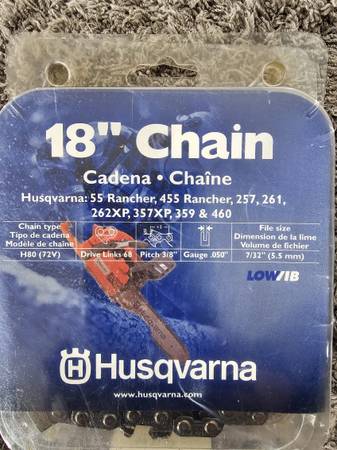 18" Chain
Cadena • Chaîne
Husqvarna: 55 Rancher, 455 Rancher, 257, 261,
262XP, 357XP, 359 & 460
Chain type
Tipo de cadena
Modèle de chaîne
H80 (72V)
Drive Links 68
Pitch 3/8"
Gauge .050"
File size
Dimension de la lime
Volume de fichier
7/32" (5.5 mm)
LOWVIB
Husqvarna
www.husqvarna.com